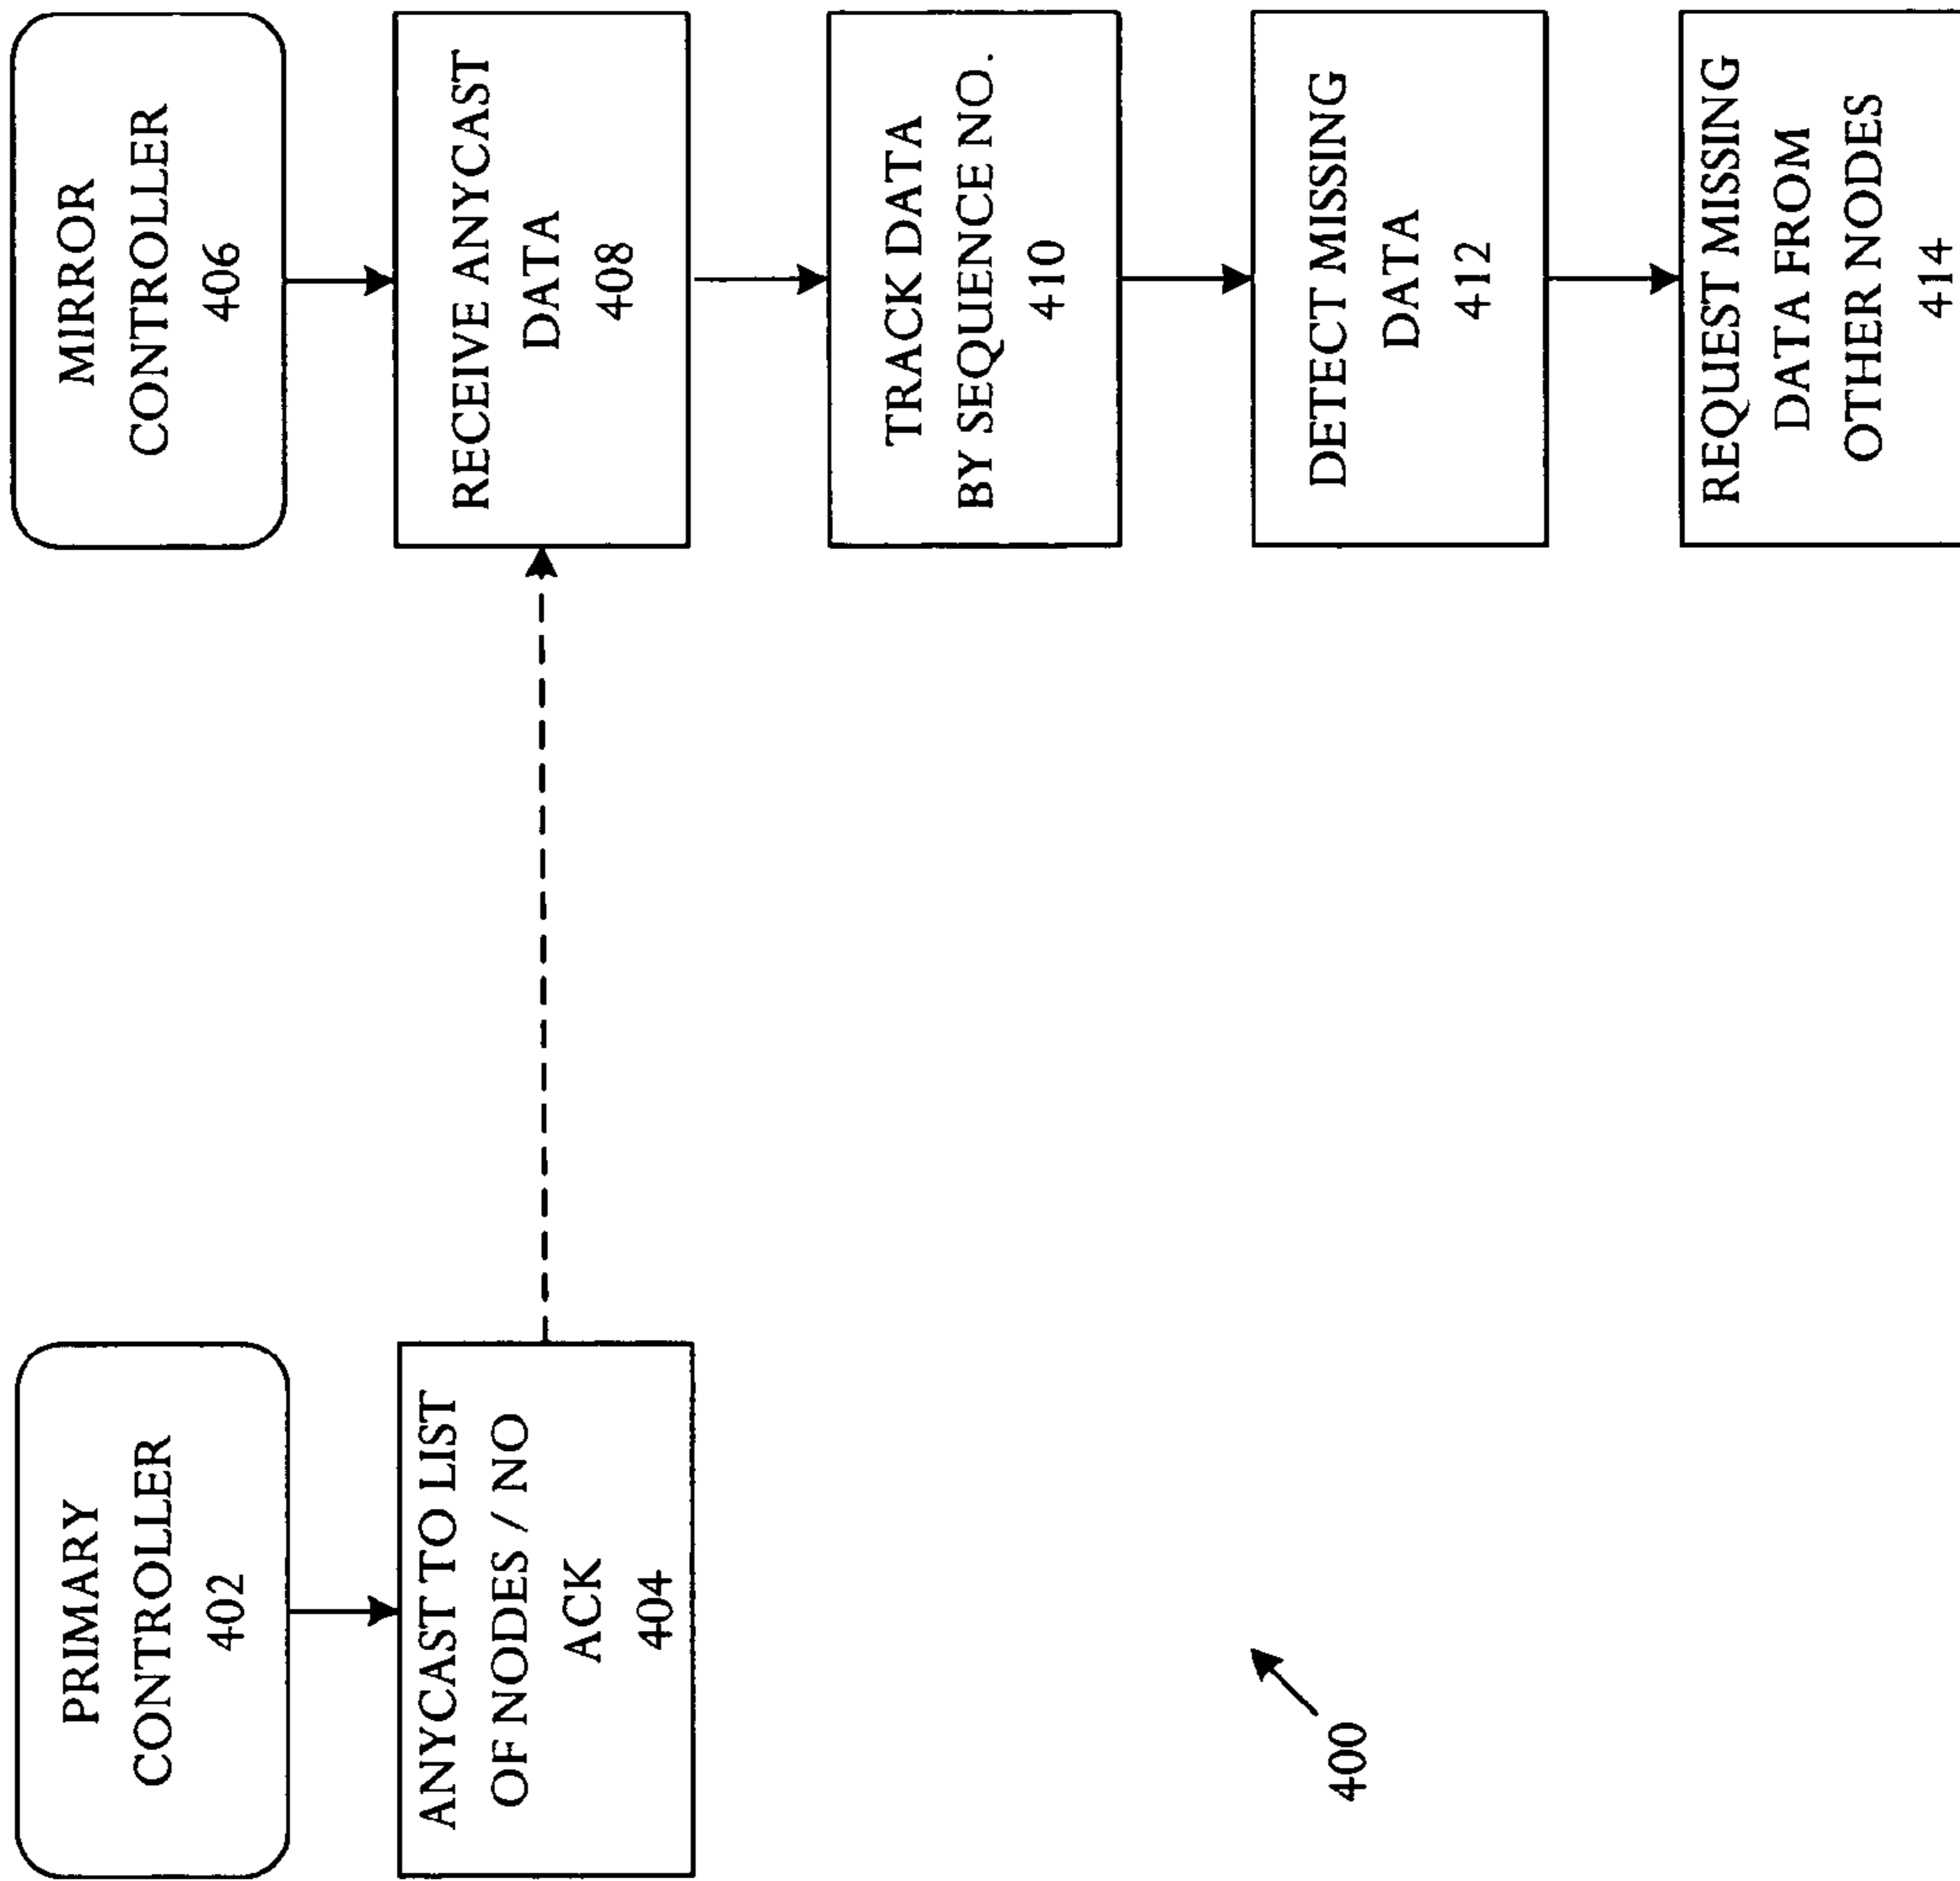 PRIMARY
CONTROLLER
402
ANYCAST TO LIST
OF NODES / NO
ACK
404
MIRROR
CONTROLLER
406
RECEIVE ANYCAST
DATA
408
TRACK DATA
BY SEQUENCE NO.
410
DETECT MISSING
DATA
412
REQUEST MISSING
DATA FROM
OTHER NODES
414
400